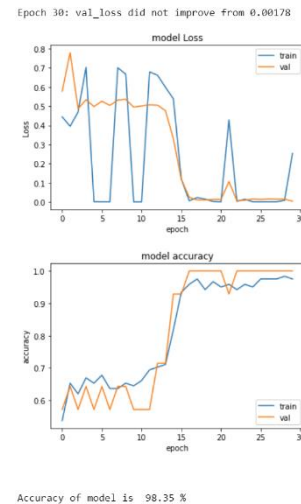 Epoch 30: val_loss did not improve from 0.00178
model Loss
train
val
0.8
0.7
0.6
0.5
0.4
0.3
0.2
0.1
0.0
Loss
0 5 10 15 20 25 30
epoch
model accuracy
1.0
0.9
0.8
0.7
0.6
accuracy
train
val
0 5 10 15 20 25 30
epoch
Accuracy of model is 98.35 %